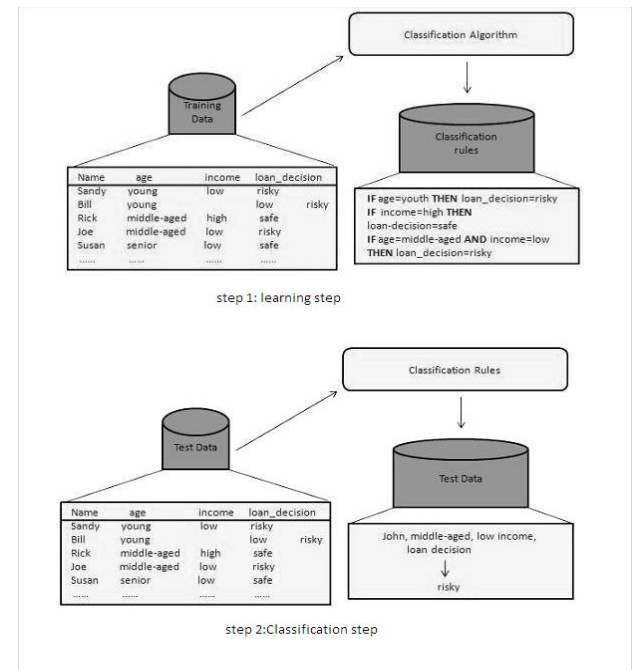 Classification Algorithm
Training
Data
Classification
rules
Name age income loan_decision
Sandy young low risky
Bill young low risky
Rick middle-aged high safe
Joe middle-aged low risky
Susan senior low safe
...... ...... ......
IF age=youth THEN loan_decision=risky
IF income=high THEN
loan-decision=safe
IF age=middle-aged AND income=low
THEN loan_decision=risky
step 1: learning step
Classification Rules
Test Data
Test Data
Name age income loan_decision
Sandy young low risky
Bill young low risky
Rick middle-aged high safe
Joe middle-aged low risky
Susan senior low safe
...... ...... ...... ......
John, middle-aged, low income,
loan decision
risky
step 2:Classification step